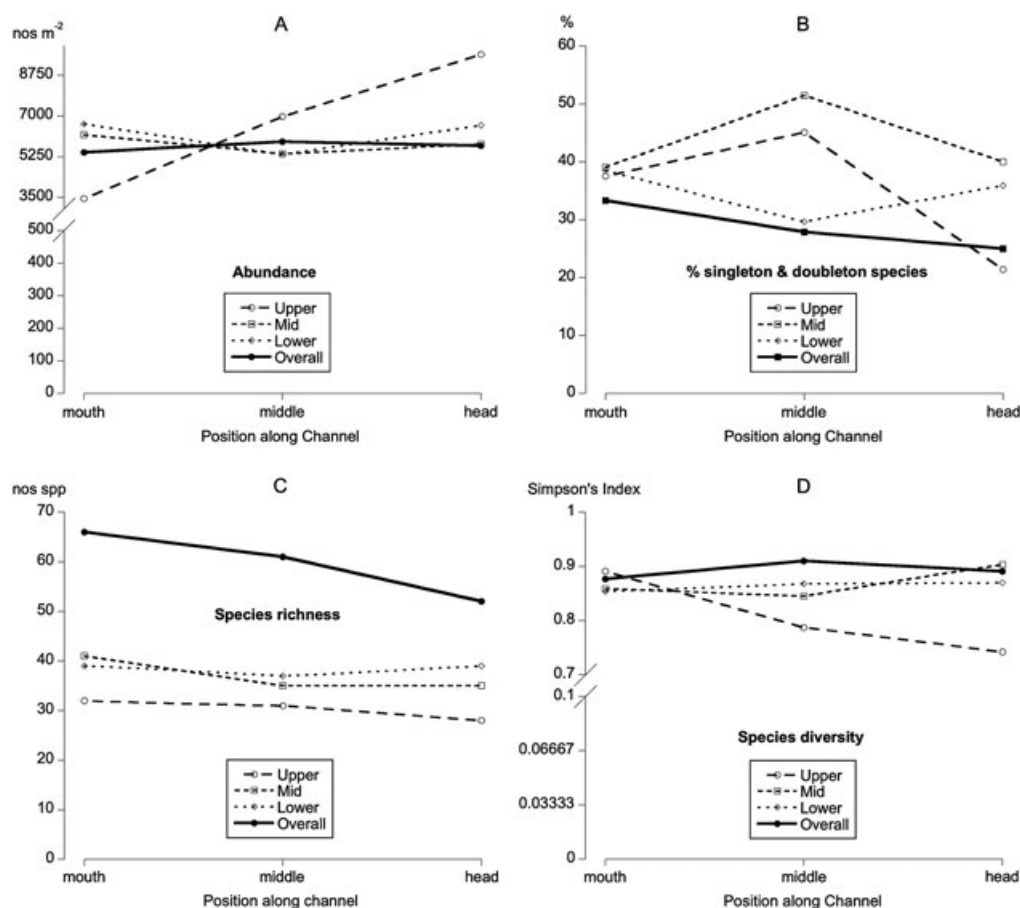 A
nos m-2
8750
7000
5250
3500
500
400
300
200
100
0
Abundance
Upper
Mid
Lower
Overall
mouth
middle
head
Position along Channel
B
%
60
50
40
30
20
10
0
% singleton & doubleton species
Upper
Mid
Lower
Overall
mouth
middle
head
Position along Channel
C
nos spp
70
60
50
40
30
20
10
0
Species richness
Upper
Mid
Lower
Overall
mouth
middle
head
Position along channel
D
Simpson's Index
1
0.9
0.8
0.7
0.1
0.06667
0.03333
0
Species diversity
Upper
Mid
Lower
Overall
mouth
middle
head
Position along Channel